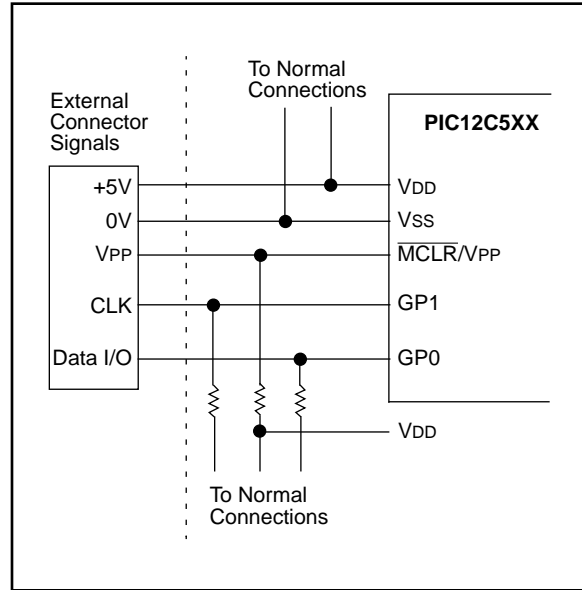 To Normal
Connections
External
Connector
Signals
PIC12C5XX
+5V
VDD
0V
VSS
VPP
MCLR/VPP
CLK
GP1
Data I/O
GP0
VDD
To Normal
Connections